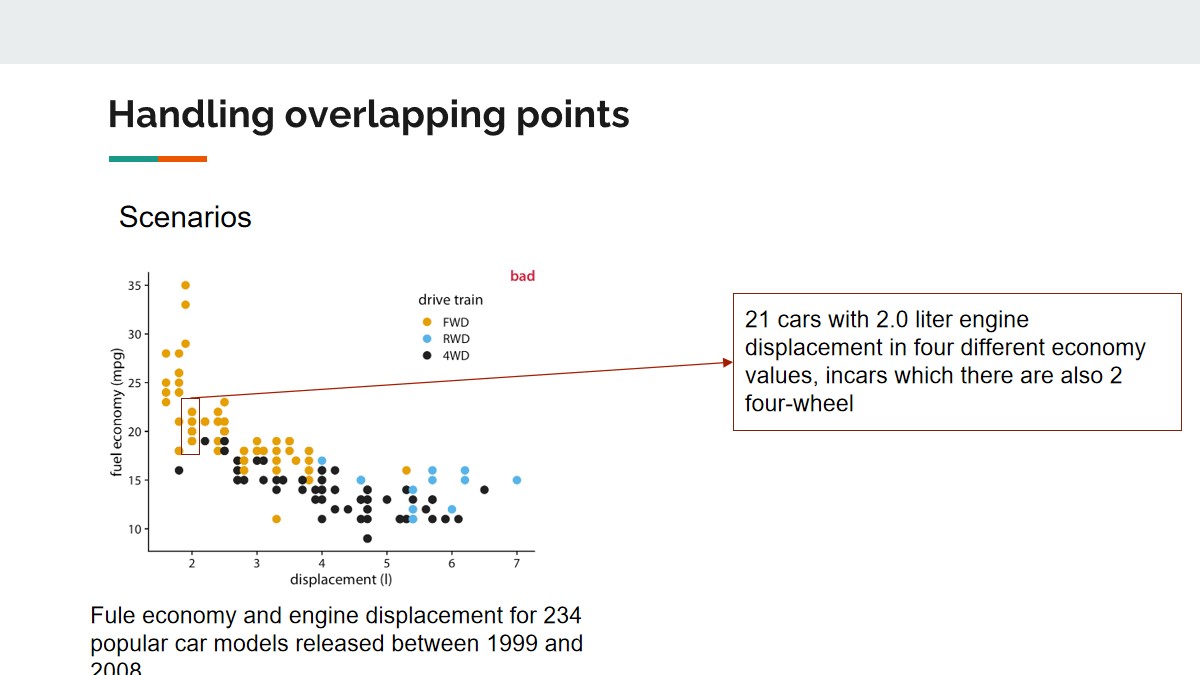 Handling overlapping points
Scenarios
bad
drive train
FWD
RWD
4WD
fuel economy (mpg)
35
30
25
20
15
10
2 3 4 5 6 7
displacement (l)
21 cars with 2.0 liter engine
displacement in four different economy
values, incars which there are also 2
four-wheel
Fule economy and engine displacement for 234
popular car models released between 1999 and
2008